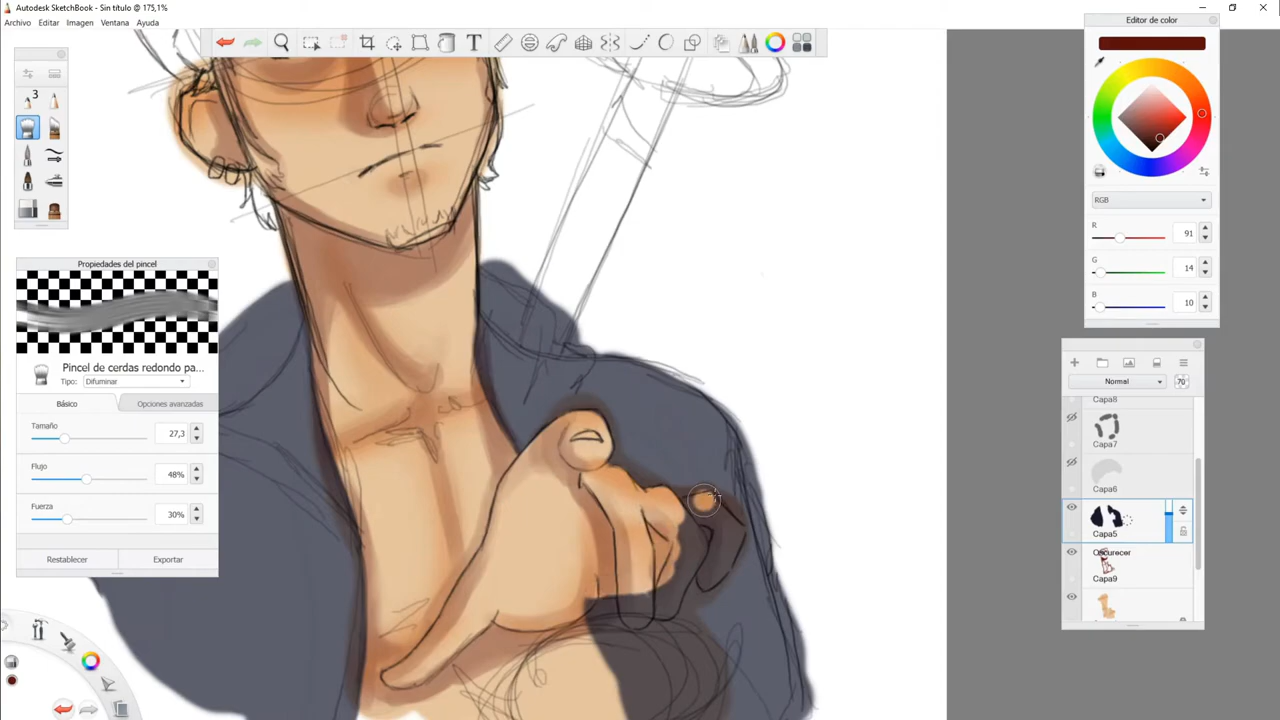 Autodesk SketchBook - Sin título @ 175,1%
Archivo Editar Imagen Ventana Ayuda
3
Propiedades del pincel
Pincel de cerdas redondo pa...
Tipo: Difuminar
Básico Opciones avanzadas
Tamaño
27,3
Flujo
48%
Fuerza
30%
Restablecer Exportar
Editor de color
RGB
R 91
G 14
B 10
Normal 70
Capa8
Capa7
Capa6
Capa5
Obscurecer
Capa9